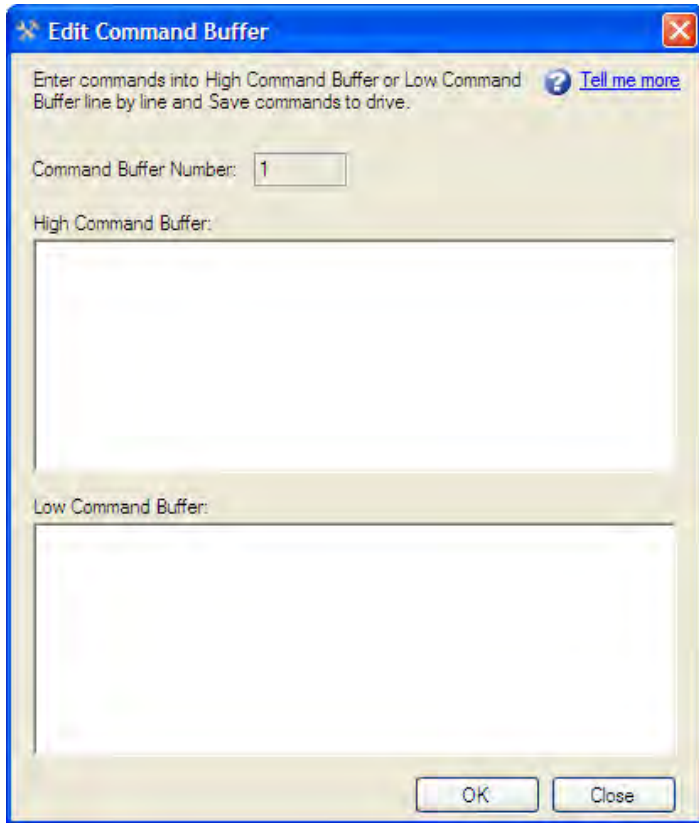 Edit Command Buffer
Enter commands into High Command Buffer or Low Command
Buffer line by line and Save commands to drive.
Tell me more
Command Buffer Number: 1
High Command Buffer:
Low Command Buffer:
OK
Close